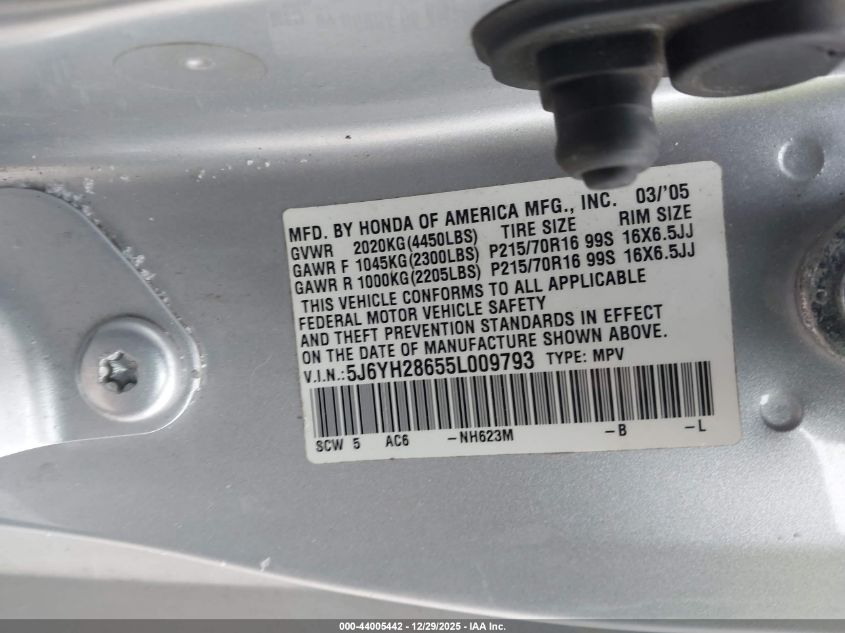 MFD. BY HONDA OF AMERICA MFG., INC. 03/'05
GVWR 2020KG(4450LBS) TIRE SIZE RIM SIZE
GAWR F 1045KG(2300LBS) P215/70R16 99S 16X6.5JJ
GAWR R 1000KG(2205LBS) P215/70R16 99S 16X6.5JJ
THIS VEHICLE CONFORMS TO ALL APPLICABLE
FEDERAL MOTOR VEHICLE SAFETY
AND THEFT PREVENTION STANDARDS IN EFFECT
ON THE DATE OF MANUFACTURE SHOWN ABOVE.
V.I.N.:5J6YH28655L009793 TYPE: MPV
SCW 5 AC6 -NH623M -B -L
000-44005442 - 12/29/2025 - IAA Inc.